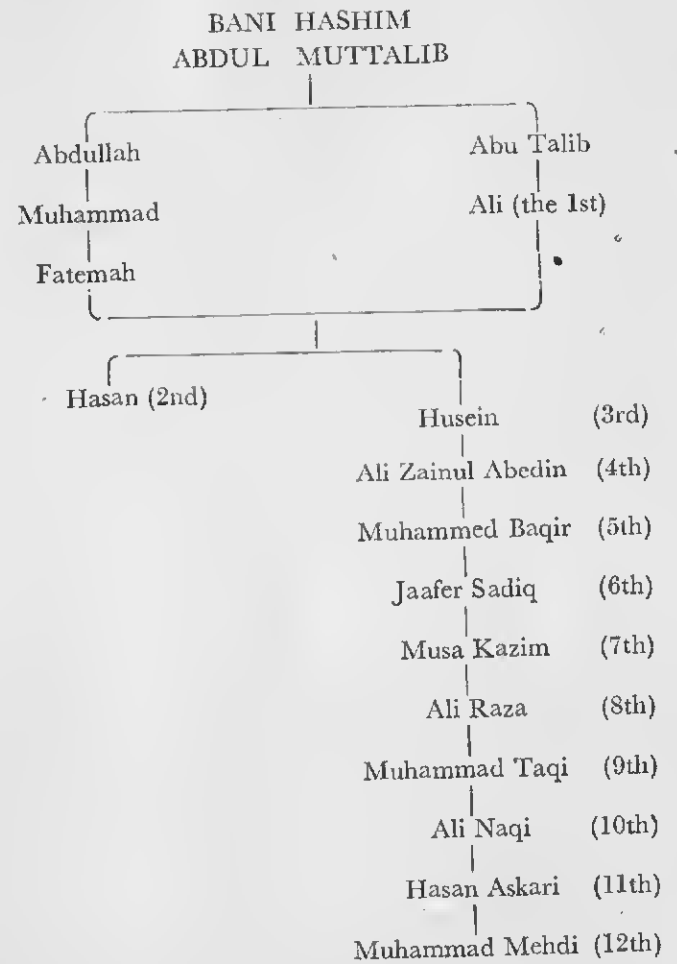 BANI HASHIM
ABDUL MUTTALIB
Abdullah
Abu Talib
Muhammad
Ali (the 1st)
Fatemah
Hasan (2nd)
Husein (3rd)
Ali Zainul Abedin (4th)
Muhammed Baqir (5th)
Jaafer Sadiq (6th)
Musa Kazim (7th)
Ali Raza (8th)
Muhammad Taqi (9th)
Ali Naqi (10th)
Hasan Askari (11th)
Muhammad Mehdi (12th)